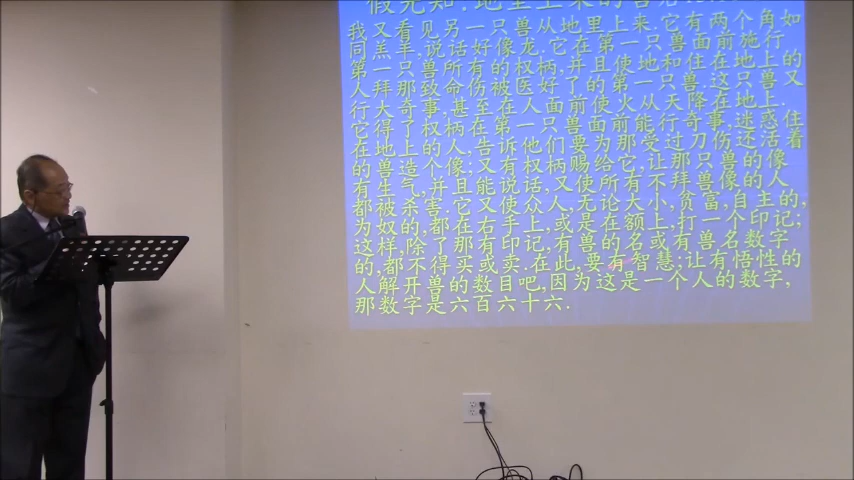 假先知.地里上来的
我又看见另一只兽从地里上来.它有两个角如
同羔羊,说话好像龙.它在第一只兽面前施行
第一只兽所有的权柄,并且使地和住在地上的
人拜那致命伤被医好了的第一只兽.这只兽又
行大奇事,甚至在人面前使火从天降在地上.
它得了权柄在第一只兽面前能行奇事,迷惑住
在地上的人,告诉他们要为那受过刀伤还活着
的兽造个像;又有权柄赐给它,让那只兽的像
有生气,并且能说话,又使所有不拜兽像的人
都被杀害.它又使众人,无论大小,贫富,自主的,
为奴的,都在右手上,或是在额上,打一个印记;
这样,除了那有印记,有兽的名或有兽名数字
的,都不得买或卖.在此,要有智慧;让有悟性的
人解开兽的数目吧,因为这是一个人的数字,
那数字是六百六十六.